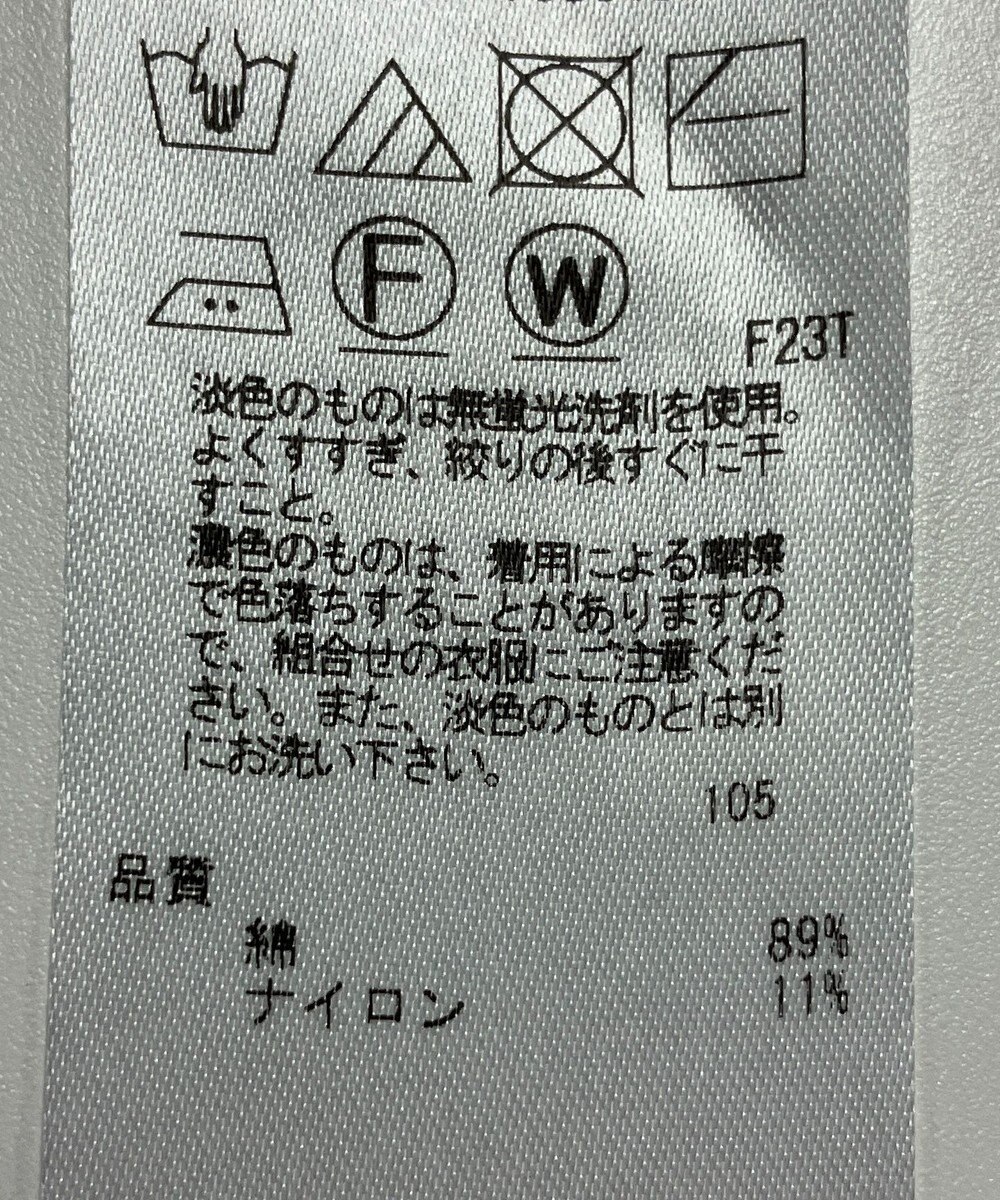 F W
F23T
淡色のものは無蛍光洗剤を使用。
よくすすぎ、絞りの後すぐに干
すこと。
濃色のものは、着用による摩擦
で色落ちすることがありますの
で、組合せの衣服にご注意くだ
さい。また、淡色のものとは別
にお洗い下さい。
105
品質
綿 89%
ナイロン 11%